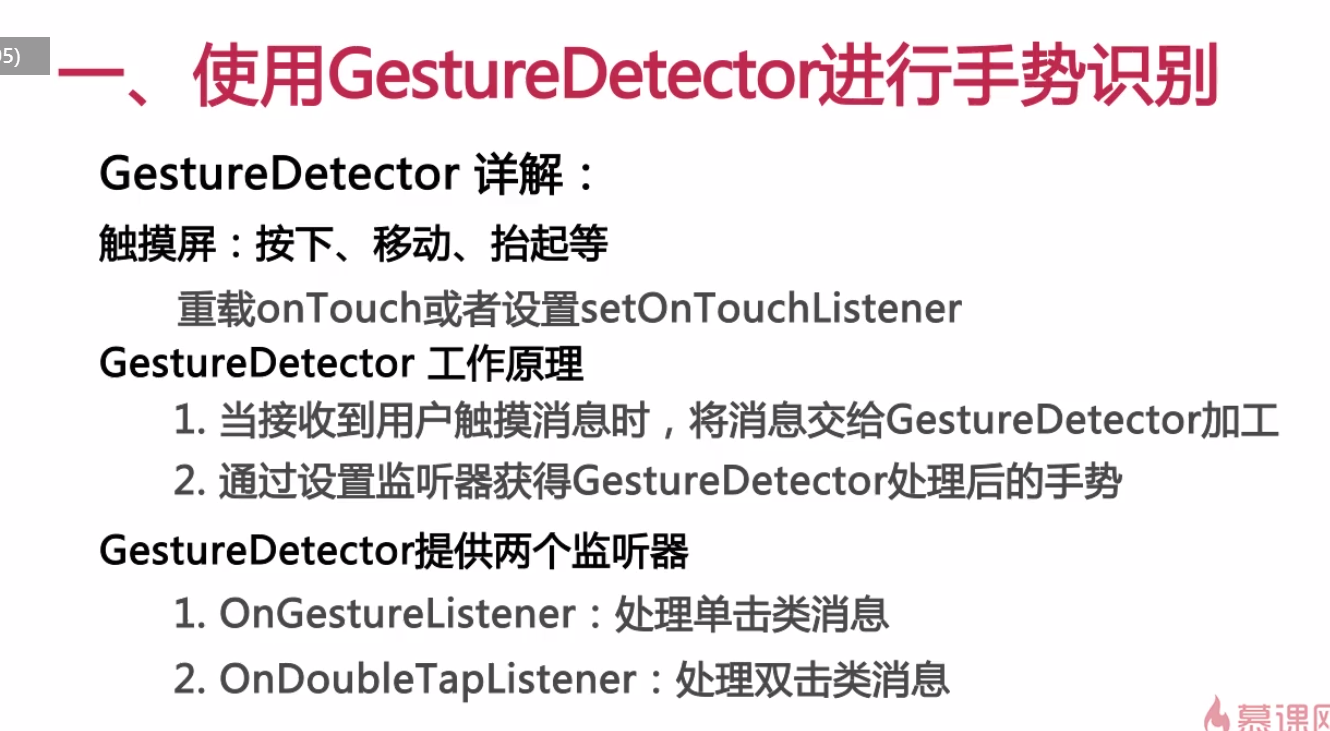 05)
一、使用GestureDetector进行手势识别
GestureDetector 详解：
触摸屏：按下、移动、抬起等
重载onTouch或者设置setOnTouchListener
GestureDetector 工作原理
1. 当接收到用户触摸消息时，将消息交给GestureDetector加工
2. 通过设置监听器获得GestureDetector处理后的手势
GestureDetector提供两个监听器
1. OnGestureListener：处理单击类消息
2. OnDoubleTapListener：处理双击类消息
慕课网